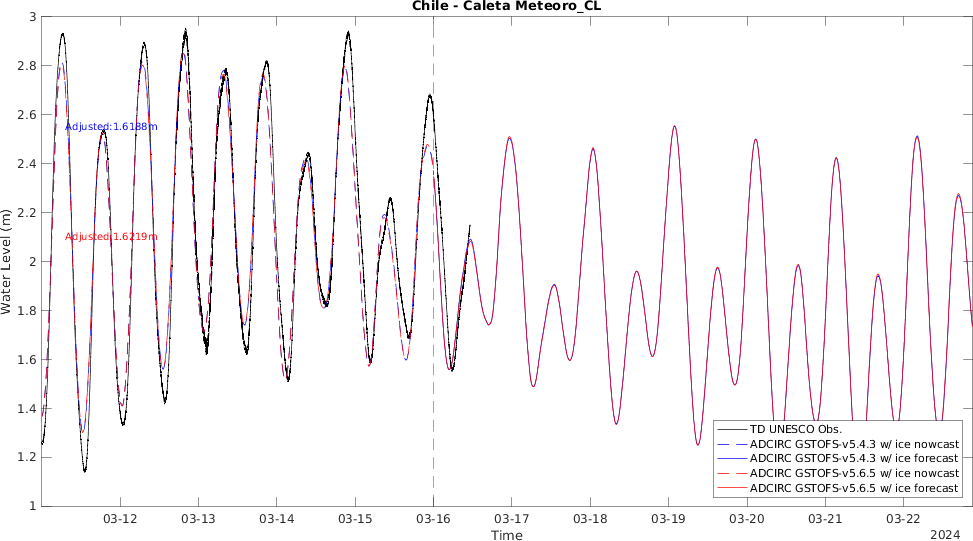 Chile - Caleta Meteoro_CL
3
2.8
2.6
2.4
2.2
2
1.8
1.6
1.4
1.2
1
Water Level (m)
Adjusted:1.6188m
Adjusted:1.6219m
TD UNESCO Obs.
ADCIRC GSTOFS-v5.4.3 w/ ice nowcast
ADCIRC GSTOFS-v5.4.3 w/ ice forecast
ADCIRC GSTOFS-v5.6.5 w/ ice nowcast
ADCIRC GSTOFS-v5.6.5 w/ ice forecast
03-12 03-13 03-14 03-15 03-16 03-17 03-18 03-19 03-20 03-21 03-22
Time
2024